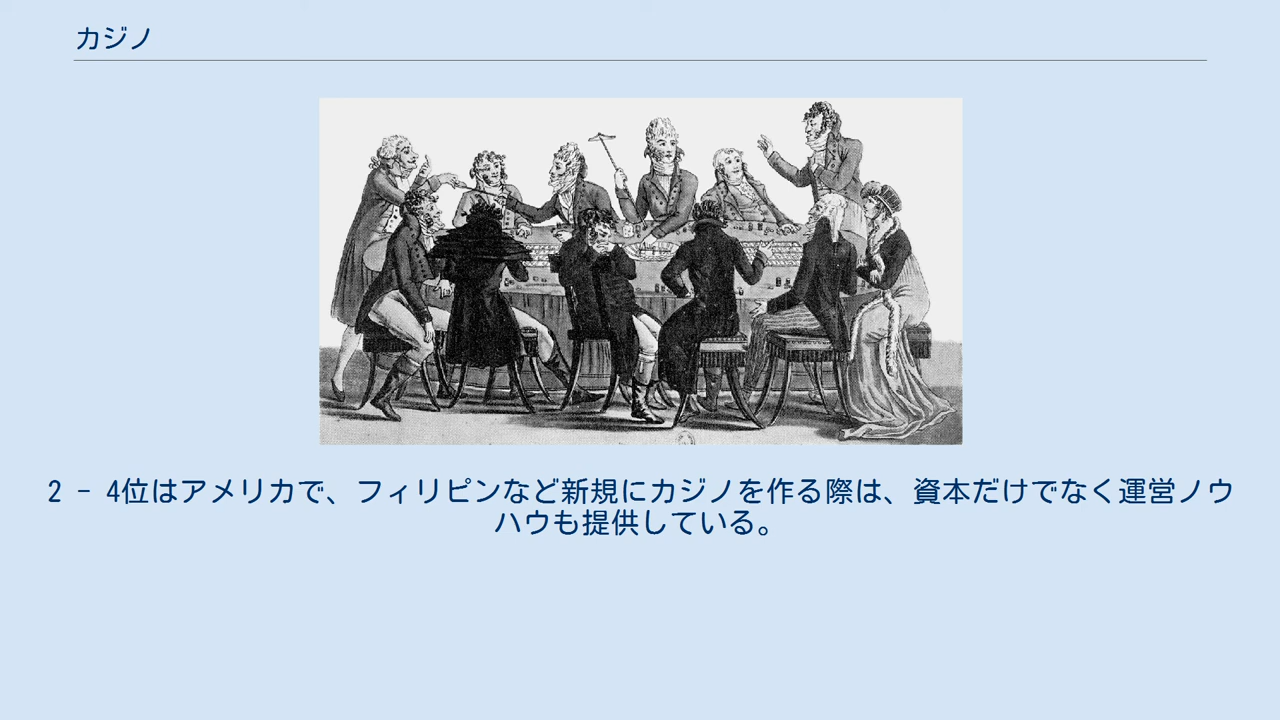 カジノ
2 - 4位はアメリカで、フィリピンなど新規にカジノを作る際は、資本だけでなく運営ノウ
ハウも提供している。